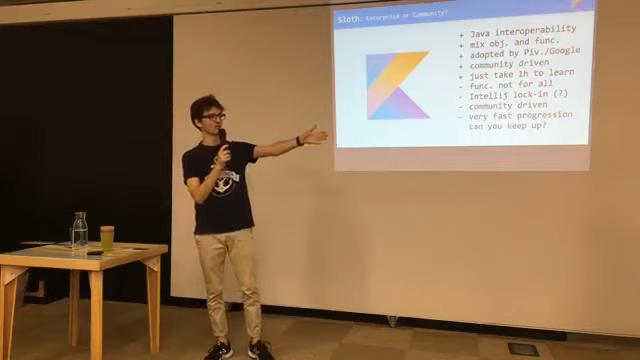 Sloth: Enterprise or Community?
+ Java interoperability
+ mix obj. and func.
+ adopted by Piv./Google
+ community driven
+ just take 1h to learn
- func. not for all
- Intellij lock-in (?)
- community driven
- very fast progression
can you keep up?